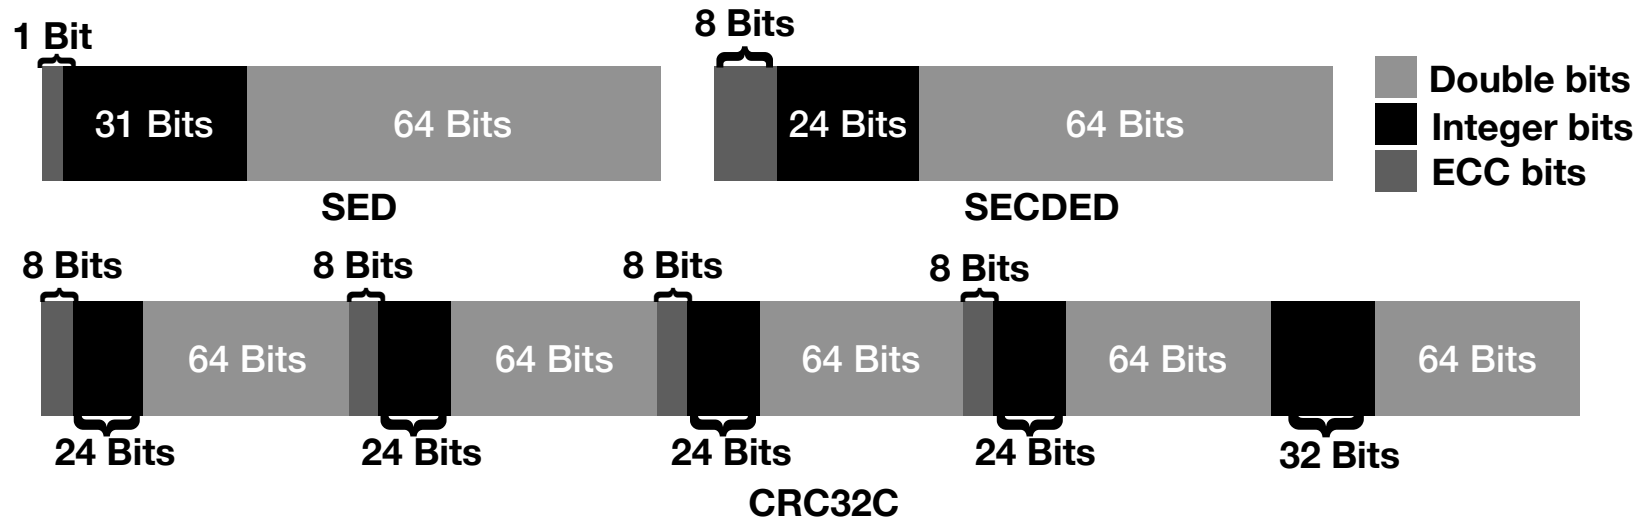 1 Bit
8 Bits
31 Bits
64 Bits
24 Bits
64 Bits
Double bits
Integer bits
ECC bits
SED
SECDED
8 Bits
8 Bits
8 Bits
8 Bits
64 Bits
64 Bits
64 Bits
64 Bits
64 Bits
24 Bits
24 Bits
24 Bits
24 Bits
32 Bits
CRC32C